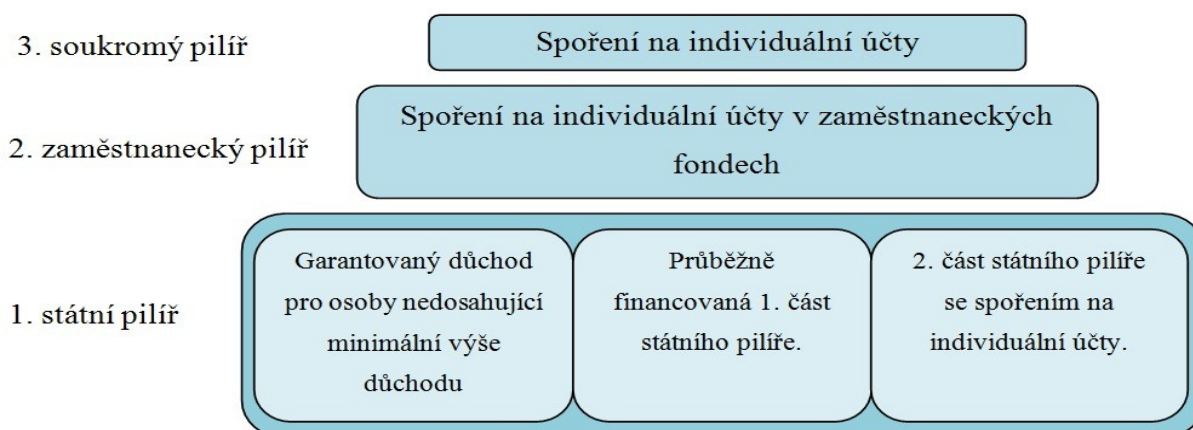 3. soukromý pilíř
Spoření na individuální účty
2. zaměstnanecký pilíř
Spoření na individuální účty v zaměstnaneckých
fondech
1. státní pilíř
Garantovaný důchod
pro osoby nedosahující
minimální výše
důchodu
Průběžně
financovaná 1. část
státního pilíře.
2. část státního pilíře
se spořením na
individuální účty.